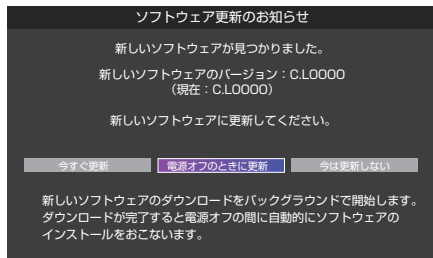 ソフトウェア更新のお知らせ
新しいソフトウェアが見つかりました。
新しいソフトウェアのバージョン：C.L0000
（現在：C.L0000）
新しいソフトウェアに更新してください。
今すぐ更新 電源オフのときに更新 今は更新しない
新しいソフトウェアのダウンロードをバックグラウンドで開始します。
ダウンロードが完了すると電源オフの間に自動的にソフトウェアの
インストールをおこないます。